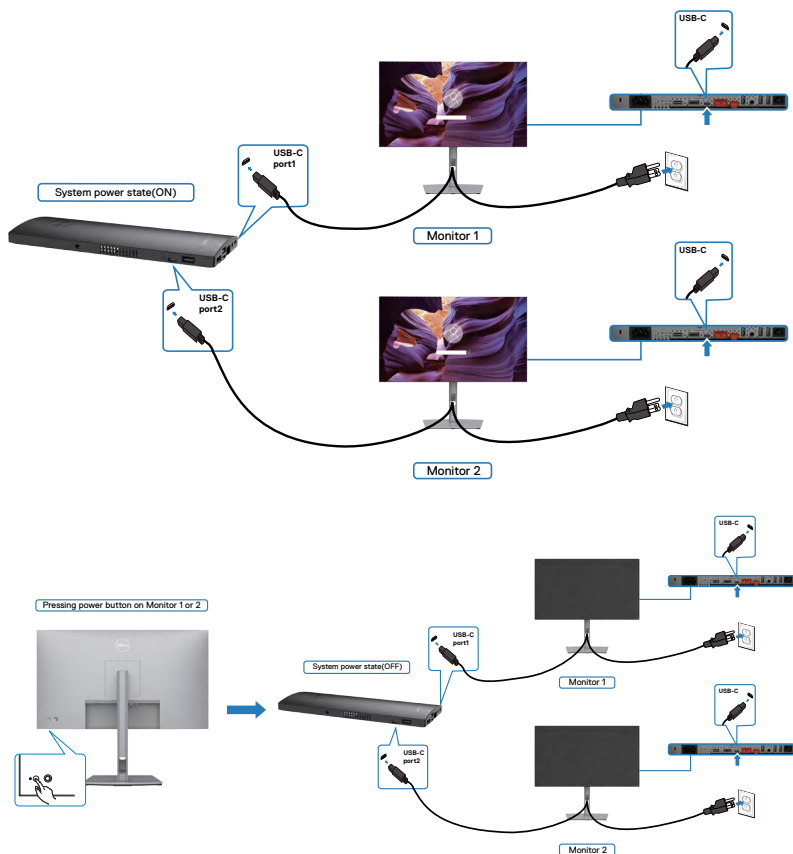 USB-C
USB-C
port1
System power state(ON)
Monitor 1
USB-C
USB-C
port2
Monitor 2
USB-C
Pressing power button on Monitor 1 or 2
USB-C
port1
System power state(OFF)
Monitor 1
USB-C
USB-C
port2
Monitor 2